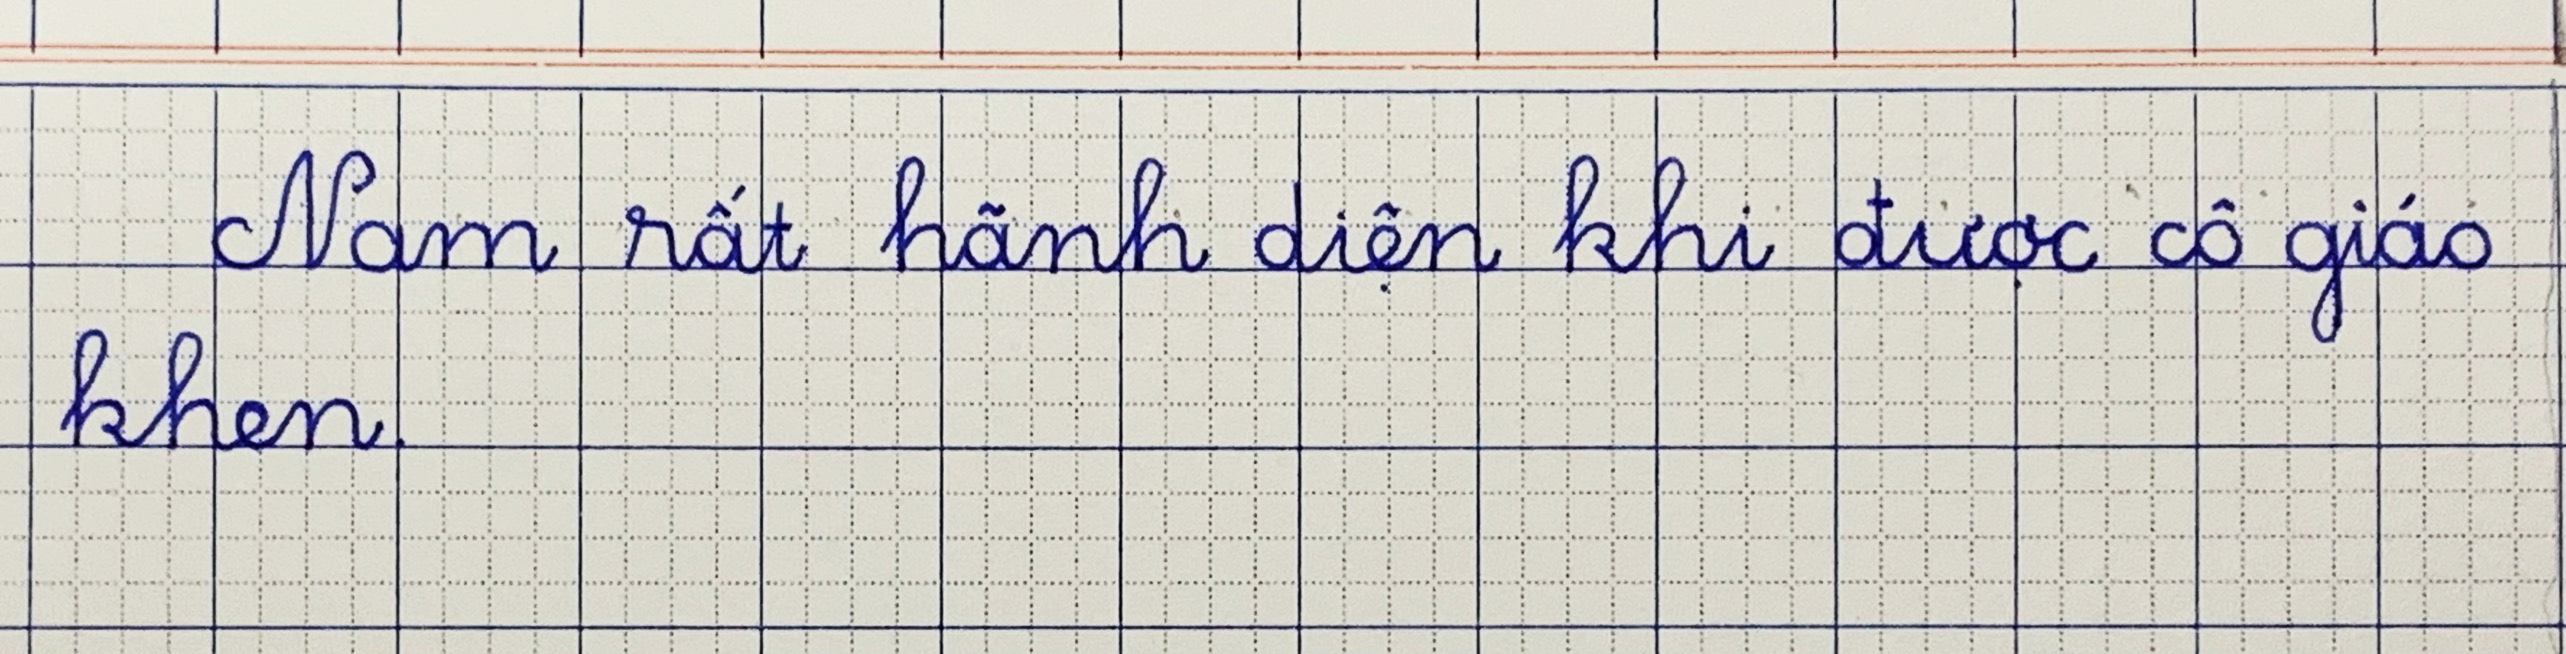 Nam rất hãnh diện khi được cô giáo
khen.